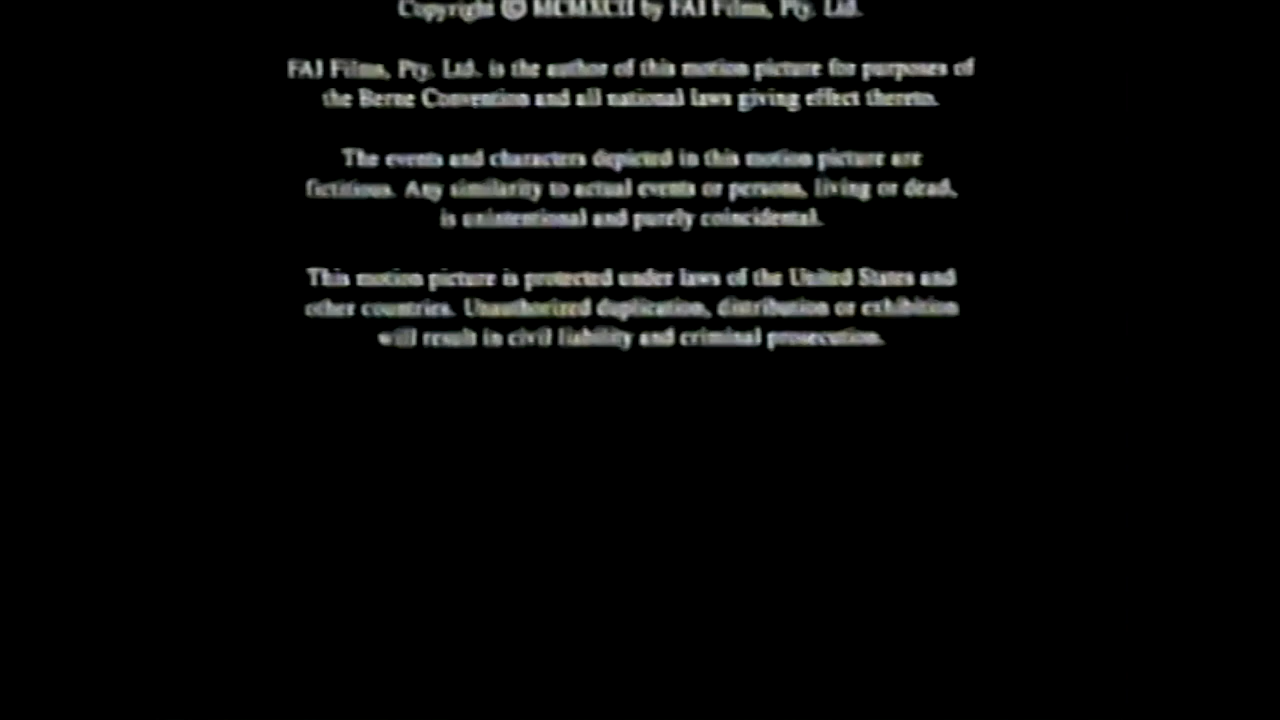 Copyright © MCMXCII by FAI Films, Pty. Ltd.
FAI Films, Pty. Ltd. is the author of this motion picture for purposes of
the Berne Convention and all national laws giving effect thereto.
The events and characters depicted in this motion picture are
fictitious. Any similarity to actual events or persons, living or dead,
is unintentional and purely coincidental.
This motion picture is protected under laws of the United States and
other countries. Unauthorized duplication, distribution or exhibition
will result in civil liability and criminal prosecution.